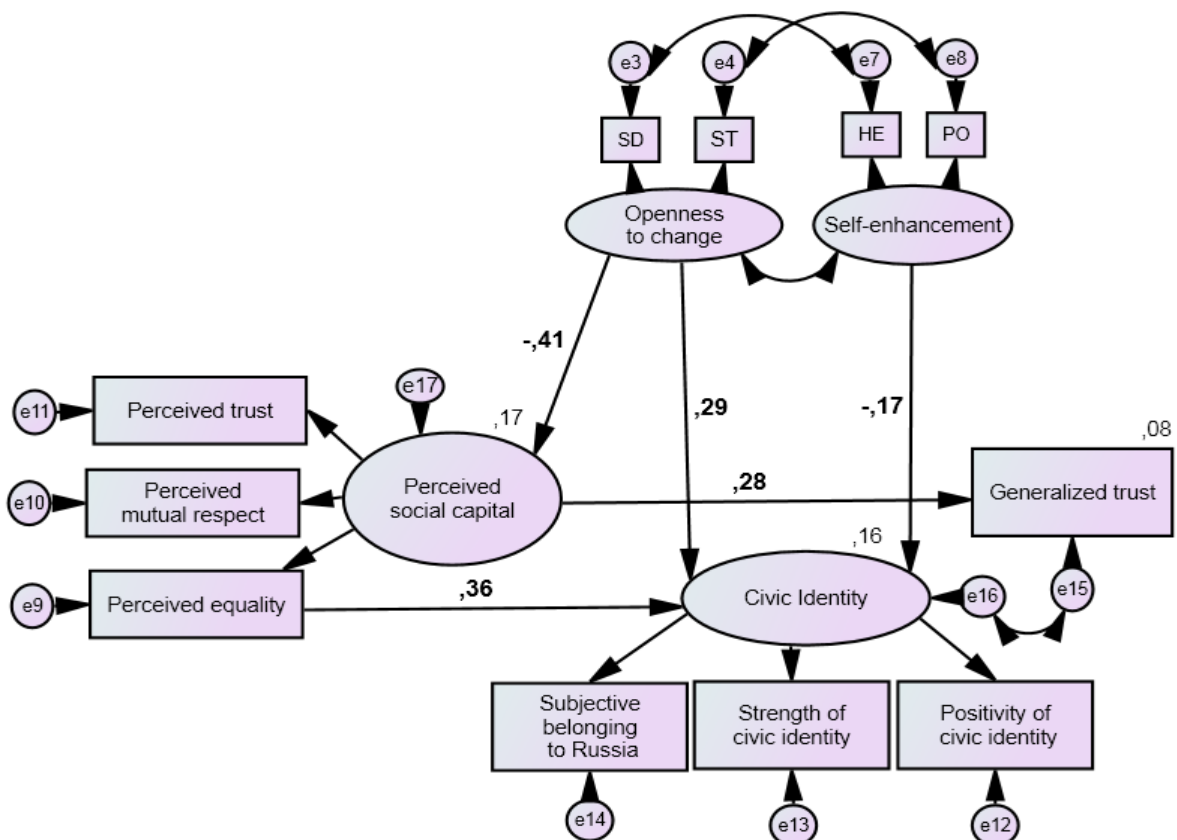 e3
e4
e7
e8
SD
ST
HE
PO
Openness
to change
Self-enhancement
-,41
,29
-,17
e17
,17
e11
Perceived trust
,08
e10
Perceived
mutual respect
Perceived
social capital
,28
Generalized trust
,16
e9
Perceived equality
,36
Civic Identity
e16
e15
Subjective
belonging
to Russia
Strength of
civic identity
Positivity of
civic identity
e14
e13
e12